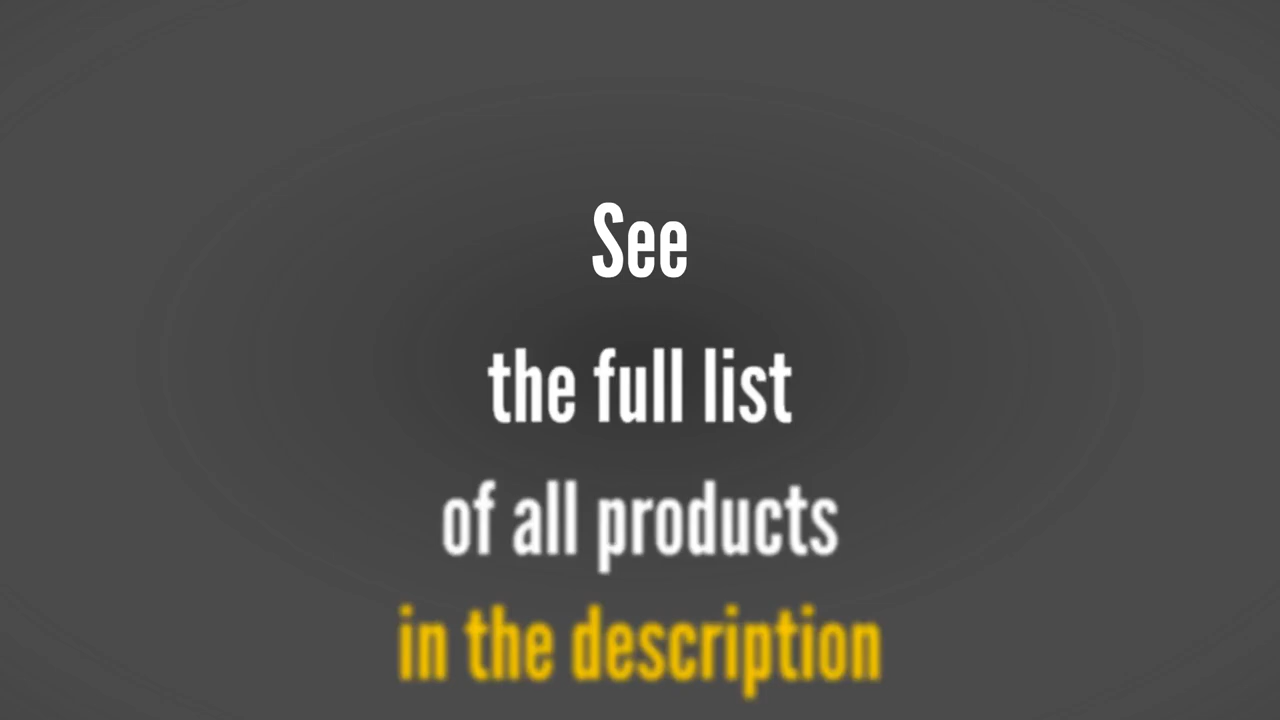 See
the full list
of all products
in the description